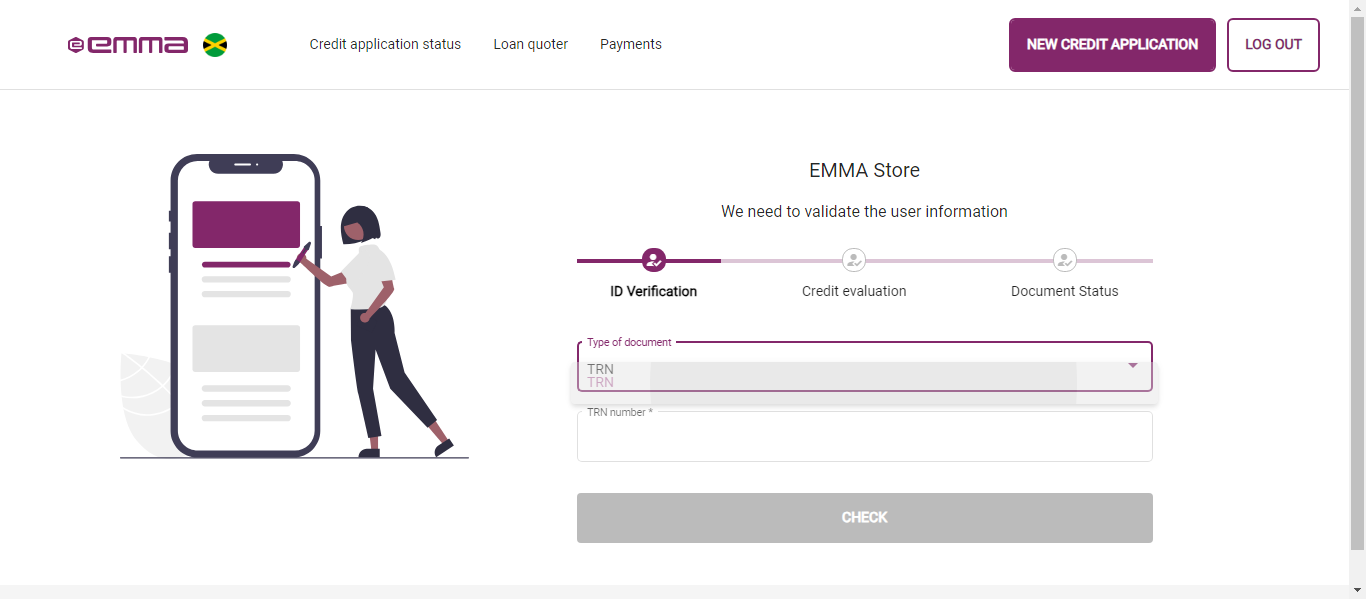 emma
Credit application status
Loan quoter
Payments
NEW CREDIT APPLICATION
LOG OUT
EMMA Store
We need to validate the user information
ID Verification
Credit evaluation
Document Status
Type of document
TRN
TRN
TRN number *
CHECK